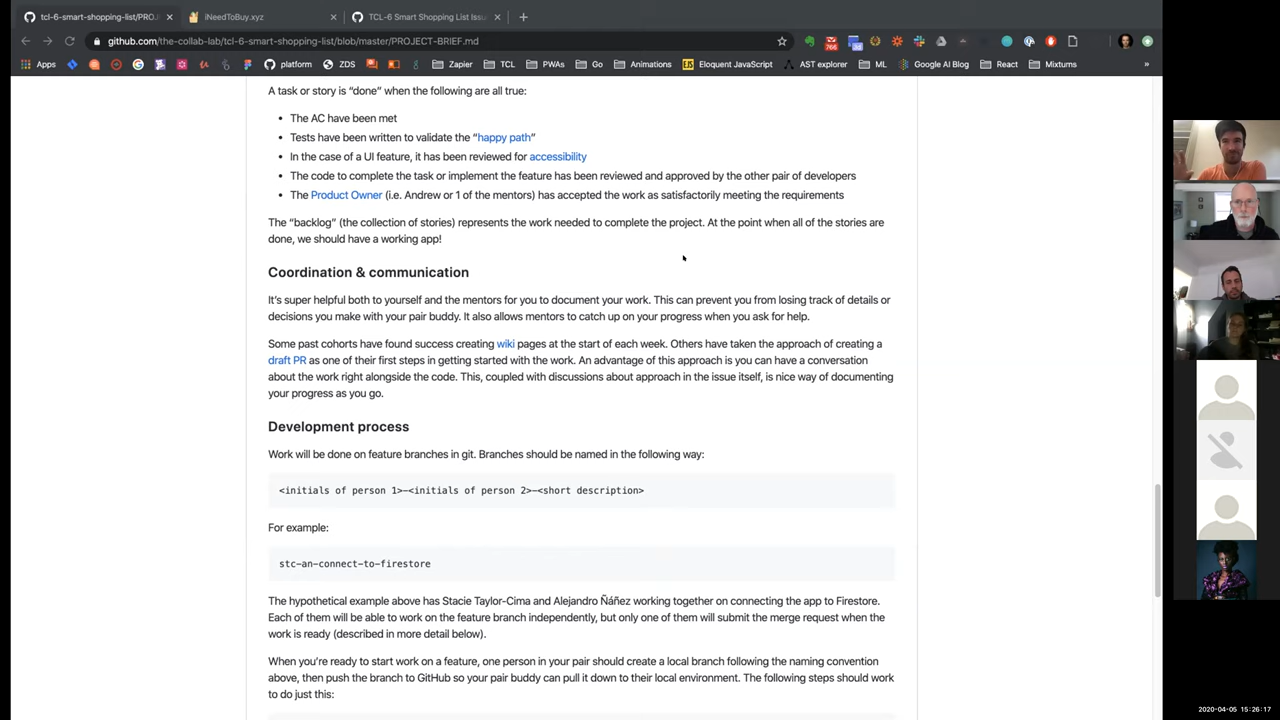 tcl-6-smart-shopping-list/PROJ
iNeedToBuy.xyz
TCL-6 Smart Shopping List Issu
github.com/the-collab-lab/tcl-6-smart-shopping-list/blob/master/PROJECT-BRIEF.md
Apps
platform
ZDS
Zapier
TCL
PWAs
Go
Animations
Eloquent JavaScript
AST explorer
ML
Google AI Blog
React
Mixtums
»
A task or story is “done” when the following are all true:
• The AC have been met
• Tests have been written to validate the “happy path”
• In the case of a UI feature, it has been reviewed for accessibility
• The code to complete the task or implement the feature has been reviewed and approved by the other pair of developers
• The Product Owner (i.e. Andrew or 1 of the mentors) has accepted the work as satisfactorily meeting the requirements
The “backlog” (the collection of stories) represents the work needed to complete the project. At the point when all of the stories are
done, we should have a working app!
Coordination & communication
It’s super helpful both to yourself and the mentors for you to document your work. This can prevent you from losing track of details or
decisions you make with your pair buddy. It also allows mentors to catch up on your progress when you ask for help.
Some past cohorts have found success creating wiki pages at the start of each week. Others have taken the approach of creating a
draft PR as one of their first steps in getting started with the work. An advantage of this approach is you can have a conversation
about the work right alongside the code. This, coupled with discussions about approach in the issue itself, is nice way of documenting
your progress as you go.
Development process
Work will be done on feature branches in git. Branches should be named in the following way:
<initials of person 1>-<initials of person 2>-<short description>
For example:
stc-an-connect-to-firestore
The hypothetical example above has Stacie Taylor-Cima and Alejandro Ñáñez working together on connecting the app to Firestore.
Each of them will be able to work on the feature branch independently, but only one of them will submit the merge request when the
work is ready (described in more detail below).
When you’re ready to start work on a feature, one person in your pair should create a local branch following the naming convention
above, then push the branch to GitHub so your pair buddy can pull it down to their local environment. The following steps should work
to do just this:
2020-04-05 15:26:17